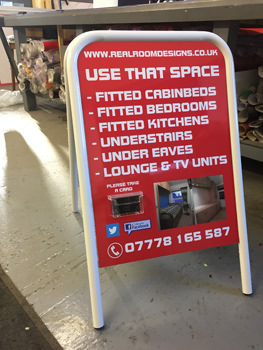 WWW.REALROOMDESIGNS.CO.UK
USE THAT SPACE
- FITTED CABINBEDS
- FITTED BEDROOMS
- FITTED KITCHENS
- UNDERSTAIRS
- UNDER EAVES
- LOUNGE & TV UNITS
PLEASE TAKE
A CARD
Facebook
07778 165 587